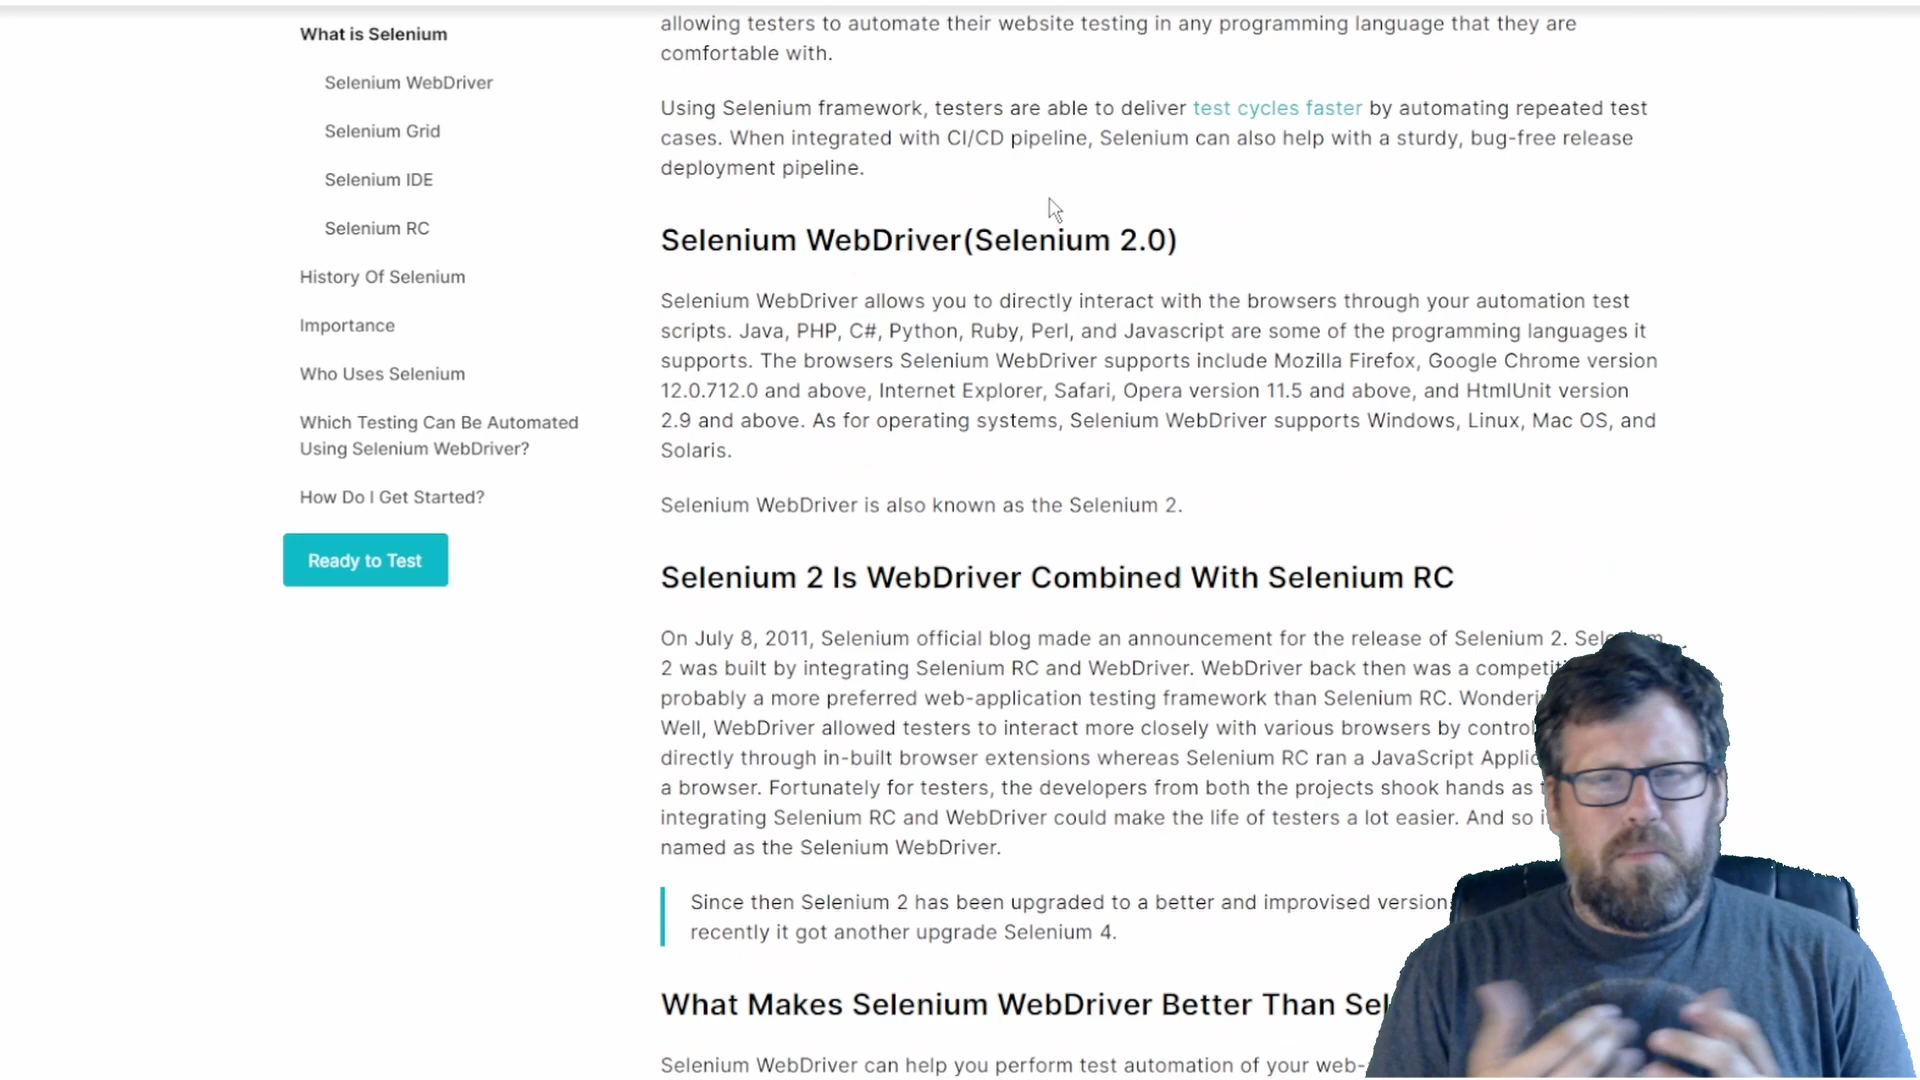 What is Selenium
Selenium WebDriver
Selenium Grid
Selenium IDE
Selenium RC
History Of Selenium
Importance
Who Uses Selenium
Which Testing Can Be Automated
Using Selenium WebDriver?
How Do I Get Started?
Ready to Test
allowing testers to automate their website testing in any programming language that they are
comfortable with.
Using Selenium framework, testers are able to deliver test cycles faster by automating repeated test
cases. When integrated with CI/CD pipeline, Selenium can also help with a sturdy, bug-free release
deployment pipeline.
Selenium WebDriver(Selenium 2.0)
Selenium WebDriver allows you to directly interact with the browsers through your automation test
scripts. Java, PHP, C#, Python, Ruby, Perl, and Javascript are some of the programming languages it
supports. The browsers Selenium WebDriver supports include Mozilla Firefox, Google Chrome version
12.0.712.0 and above, Internet Explorer, Safari, Opera version 11.5 and above, and HtmlUnit version
2.9 and above. As for operating systems, Selenium WebDriver supports Windows, Linux, Mac OS, and
Solaris.
Selenium WebDriver is also known as the Selenium 2.
Selenium 2 Is WebDriver Combined With Selenium RC
On July 8, 2011, Selenium official blog made an announcement for the release of Selenium 2.
2 was built by integrating Selenium RC and WebDriver. WebDriver back then was a
probably a more preferred web-application testing framework than Selenium RC.
Well, WebDriver allowed testers to interact more closely with various browsers by
directly through in-built browser extensions whereas Selenium RC ran a JavaScript
a browser. Fortunately for testers, the developers from both the projects shook hands as
integrating Selenium RC and WebDriver could make the life of testers a lot easier. And so
named as the Selenium WebDriver.
Since then Selenium 2 has been upgraded to a better and improvised version
recently it got another upgrade Selenium 4.
What Makes Selenium WebDriver Better Than
Selenium WebDriver can help you perform test automation of your web-